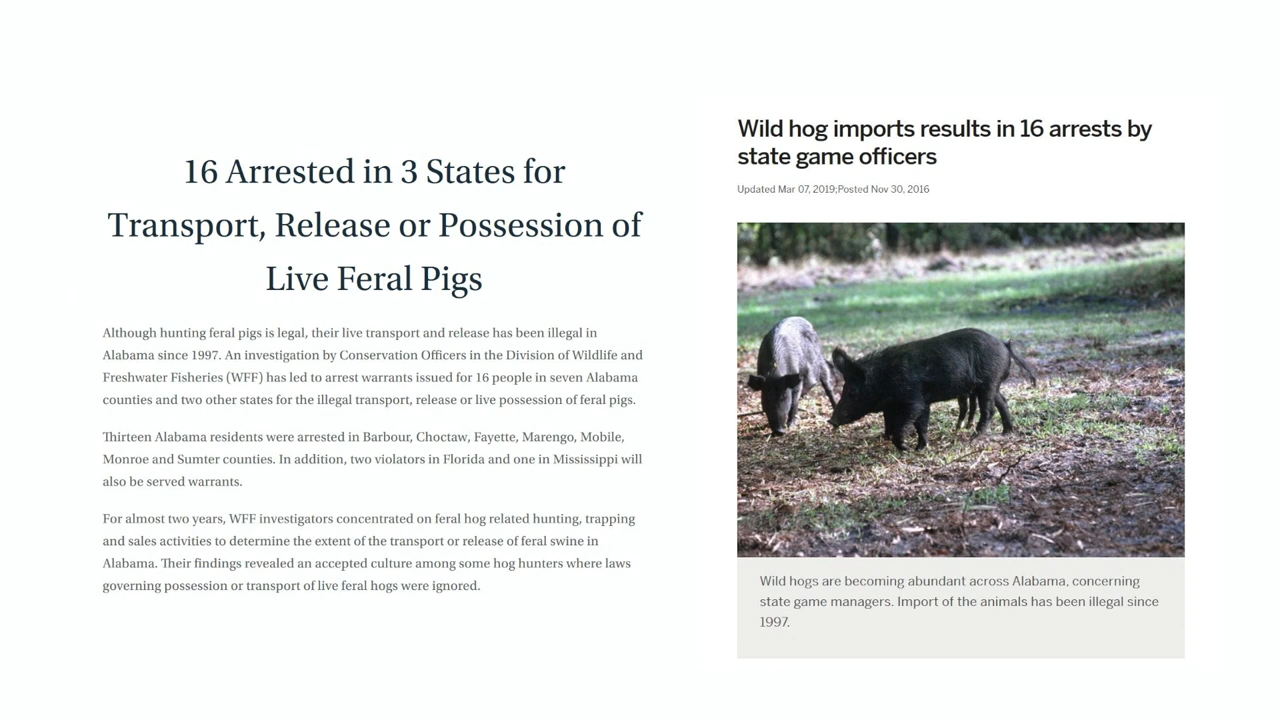 16 Arrested in 3 States for
Transport, Release or Possession of
Live Feral Pigs
Although hunting feral pigs is legal, their live transport and release has been illegal in
Alabama since 1997. An investigation by Conservation Officers in the Division of Wildlife and
Freshwater Fisheries (WFF) has led to arrest warrants issued for 16 people in seven Alabama
counties and two other states for the illegal transport, release or live possession of feral pigs.
Thirteen Alabama residents were arrested in Barbour, Choctaw, Fayette, Marengo, Mobile,
Monroe and Sumter counties. In addition, two violators in Florida and one in Mississippi will
also be served warrants.
For almost two years, WFF investigators concentrated on feral hog related hunting, trapping
and sales activities to determine the extent of the transport or release of feral swine in
Alabama. Their findings revealed an accepted culture among some hog hunters where laws
governing possession or transport of live feral hogs were ignored.
Wild hog imports results in 16 arrests by
state game officers
Updated Mar 07, 2019;Posted Nov 30, 2016
Wild hogs are becoming abundant across Alabama, concerning
state game managers. Import of the animals has been illegal since
1997.